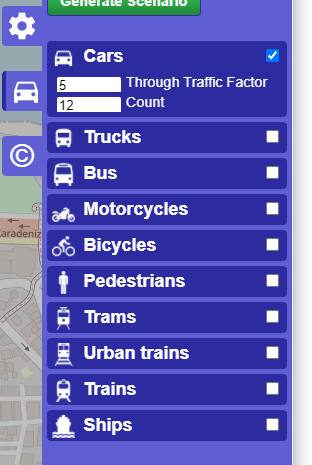 Generate Scenario
Cars
5 Through Traffic Factor
12 Count
Trucks
Bus
Motorcycles
Bicycles
Pedestrians
Trams
Urban trains
Trains
Ships
©
Karadeniz